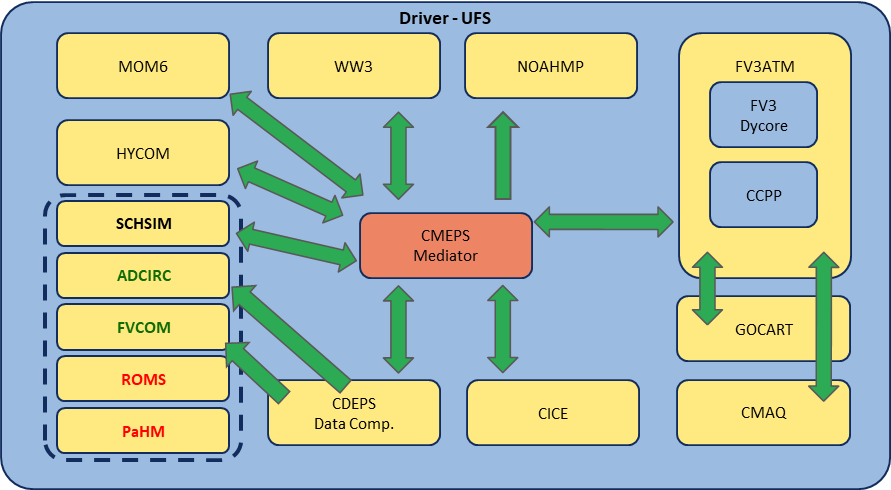 Driver - UFS
MOM6
WW3
NOAHMP
FV3ATM
FV3
Dycore
HYCOM
CCPP
SCHSIM
CMEPS
Mediator
ADCIRC
FVCOM
GOCART
ROMS
CDEPS
Data Comp.
CICE
CMAQ
PaHM